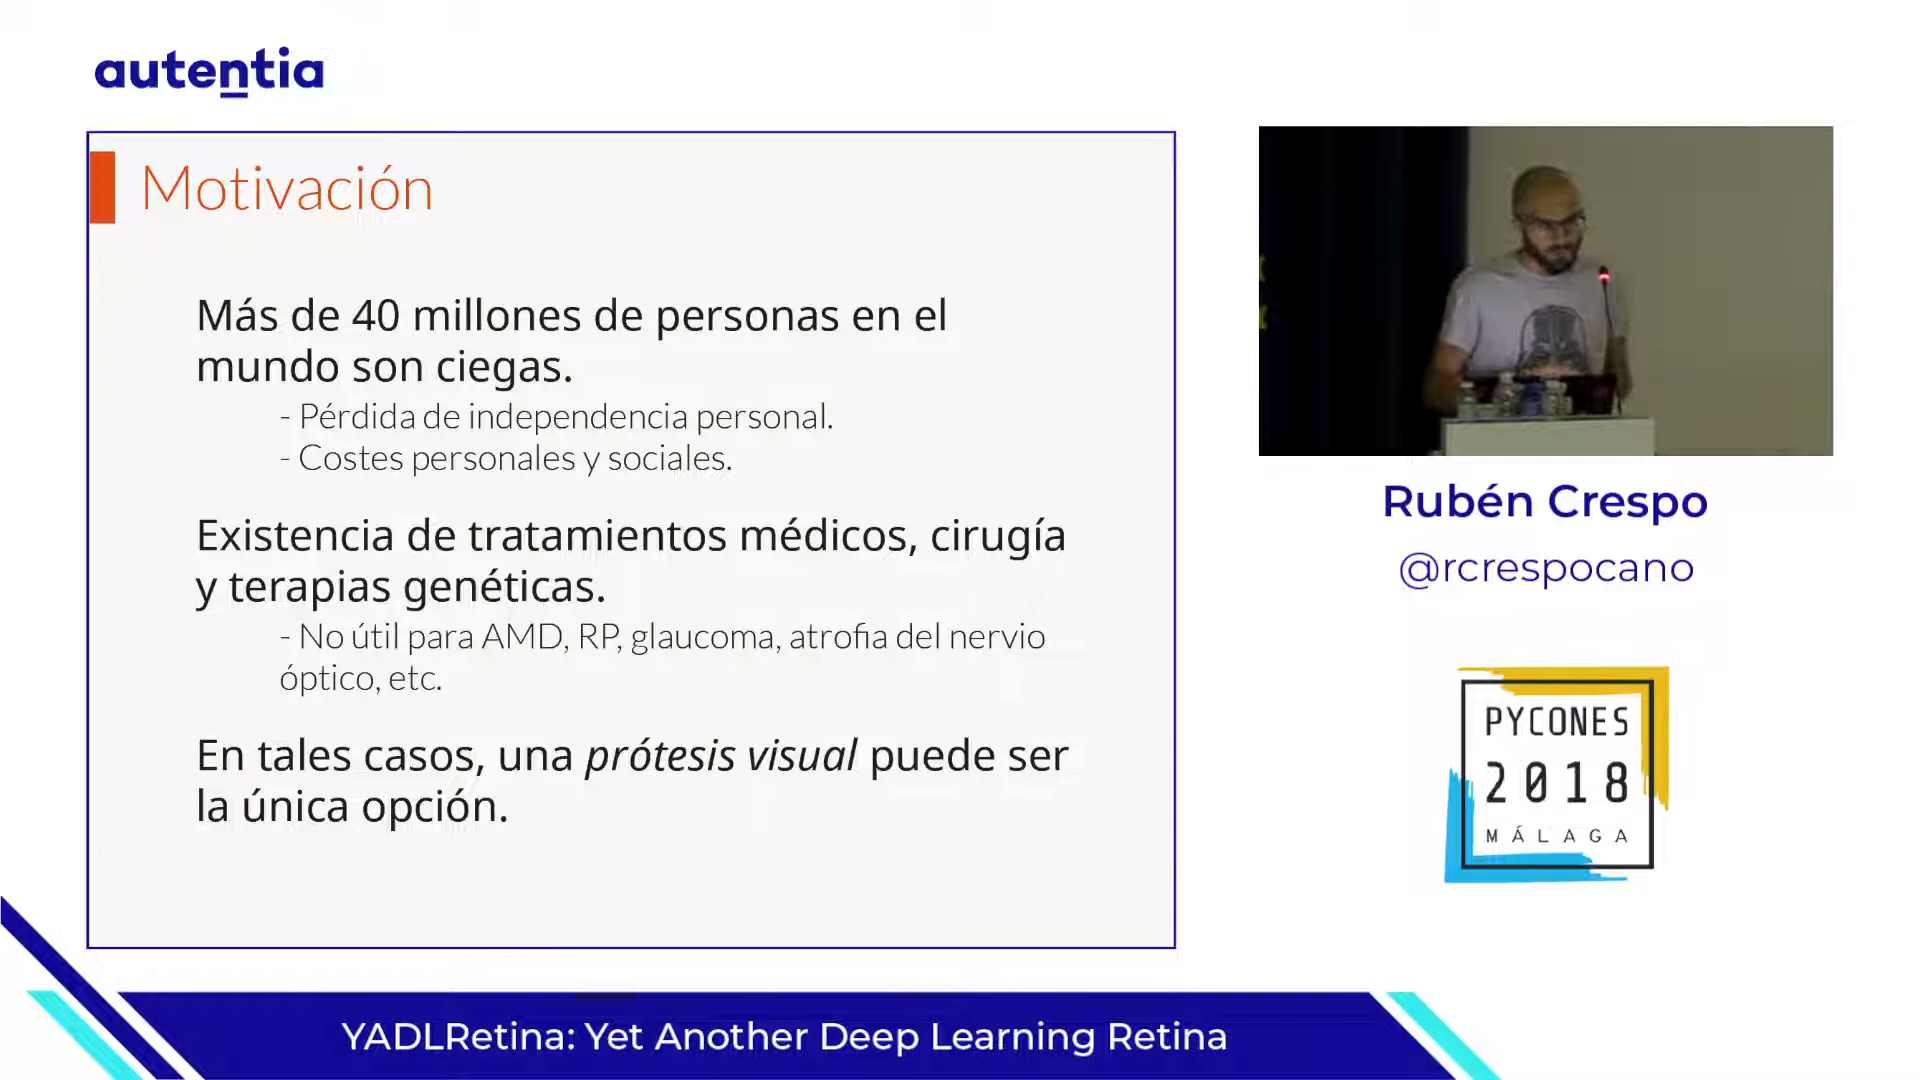 autentia
Motivación
Más de 40 millones de personas en el
mundo son ciegas.
- Pérdida de independencia personal.
- Costes personales y sociales.
Existencia de tratamientos médicos, cirugía
y terapias genéticas.
- No útil para AMD, RP, glaucoma, atrofia del nervio
óptico, etc.
En tales casos, una prótesis visual puede ser
la única opción.
Rubén Crespo
@rcrespocano
PYCONES
2018
MÁLAGA
YADLRetina: Yet Another Deep Learning Retina